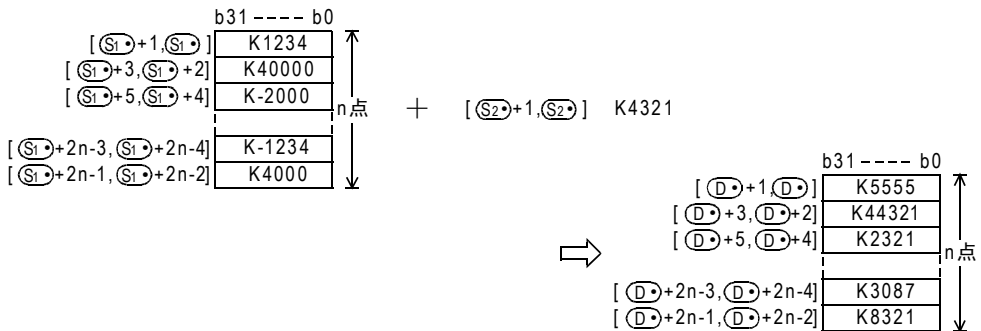 b31 ---- b0
[ S1• +1, S1• ] K1234
[ S1• +3, S1• +2] K40000
[ S1• +5, S1• +4] K-2000
n点
+ [ S2• +1, S2• ] K4321
[ S1• +2n-3, S1• +2n-4] K-1234
[ S1• +2n-1, S1• +2n-2] K4000
b31 ---- b0
[ D• +1, D• ] K5555
[ D• +3, D• +2] K44321
[ D• +5, D• +4] K2321
n点
[ D• +2n-3, D• +2n-4] K3087
[ D• +2n-1, D• +2n-2] K8321